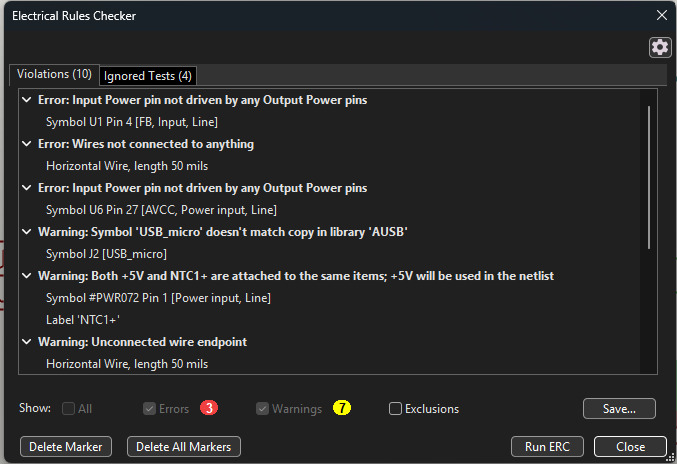 Electrical Rules Checker
Violations (10)
Ignored Tests (4)
Error: Input Power pin not driven by any Output Power pins
Symbol U1 Pin 4 [FB, Input, Line]
Error: Wires not connected to anything
Horizontal Wire, length 50 mils
Error: Input Power pin not driven by any Output Power pins
Symbol U6 Pin 27 [AVCC, Power input, Line]
Warning: Symbol 'USB_micro' doesn't match copy in library 'AUSB'
Symbol J2 [USB_micro]
Warning: Both +5V and NTC1+ are attached to the same items; +5V will be used in the netlist
Symbol #PWR072 Pin 1 [Power input, Line]
Label 'NTC1+'
Warning: Unconnected wire endpoint
Horizontal Wire, length 50 mils
Show: All Errors 3 Warnings 7 Exclusions Save...
Delete Marker Delete All Markers Run ERC Close